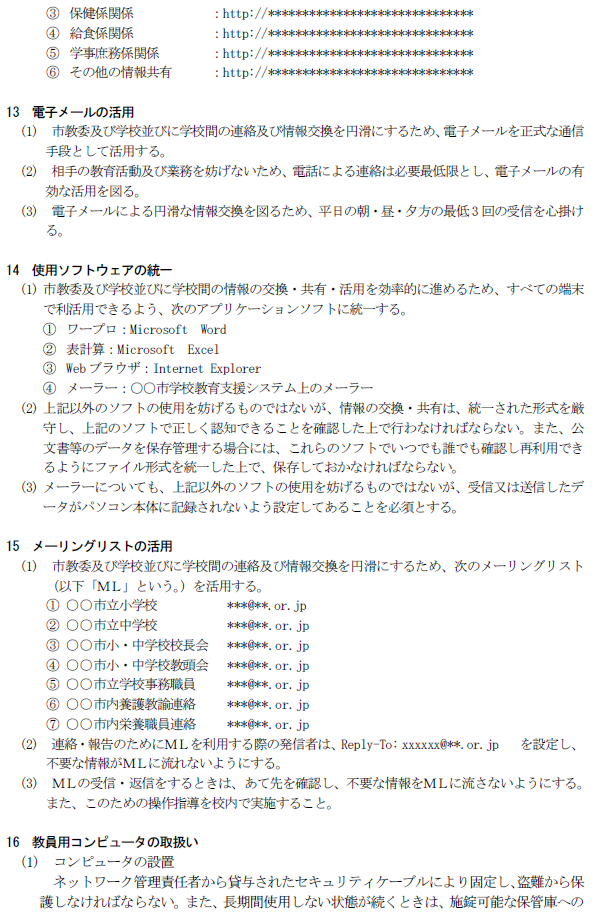 ③ 保健係関係 ：http://******************************
④ 給食係関係 ：http://******************************
⑤ 学事庶務係関係 ：http://******************************
⑥ その他の情報共有 ：http://******************************
13 電子メールの活用
(1) 市教委及び学校並びに学校間の連絡及び情報交換を円滑にするため、電子メールを正式な通信
手段として活用する。
(2) 相手の教育活動及び業務を妨げないため、電話による連絡は必要最低限とし、電子メールの有
効な活用を図る。
(3) 電子メールによる円滑な情報交換を図るため、平日の朝・昼・夕方の最低３回の受信を心掛け
る。
14 使用ソフトウェアの統一
(1) 市教委及び学校並びに学校間の情報の交換・共有・活用を効率的に進めるため、すべての端末
で利活用できるよう、次のアプリケーションソフトに統一する。
① ワープロ：Microsoft Word
② 表計算：Microsoft Excel
③ Webブラウザ：Internet Explorer
④ メーラー：〇〇市学校教育支援システム上のメーラー
(2) 上記以外のソフトの使用を妨げるものではないが、情報の交換・共有は、統一された形式を厳
守し、上記のソフトで正しく認知できることを確認した上で行わなければならない。また、公
文書等のデータを保存管理する場合には、これらのソフトでいつでも誰でも確認し再利用でき
るようにファイル形式を統一した上で、保存しておかなければならない。
(3) メーラーについても、上記以外のソフトの使用を妨げるものではないが、受信又は送信したデ
ータがパソコン本体に記録されないよう設定してあることを必須とする。
15 メーリングリストの活用
(1) 市教委及び学校並びに学校間の連絡及び情報交換を円滑にするため、次のメーリングリスト
（以下「ＭＬ」という。）を活用する。
① 〇〇市立小学校 ***@**.or.jp
② 〇〇市立中学校 ***@**.or.jp
③ 〇〇市小・中学校校長会 ***@**.or.jp
④ 〇〇市小・中学校教頭会 ***@**.or.jp
⑤ 〇〇市立学校事務職員 ***@**.or.jp
⑥ 〇〇市内養護教諭連絡 ***@**.or.jp
⑦ 〇〇市内栄養職員連絡 ***@**.or.jp
(2) 連絡・報告のためにＭＬを利用する際の発信者は、Reply-To：xxxxxx@**.or.jp を設定し、
不要な情報がＭＬに流れないようにする。
(3) ＭＬの受信・返信をするときは、あて先を確認し、不要な情報をＭＬに流さないようにする。
また、このための操作指導を校内で実施すること。
16 教員用コンピュータの取扱い
(1) コンピュータの設置
ネットワーク管理責任者から貸与されたセキュリティケーブルにより固定し、盗難から保
護しなければならない。また、長期間使用しない状態が続くときは、施錠可能な保管庫への